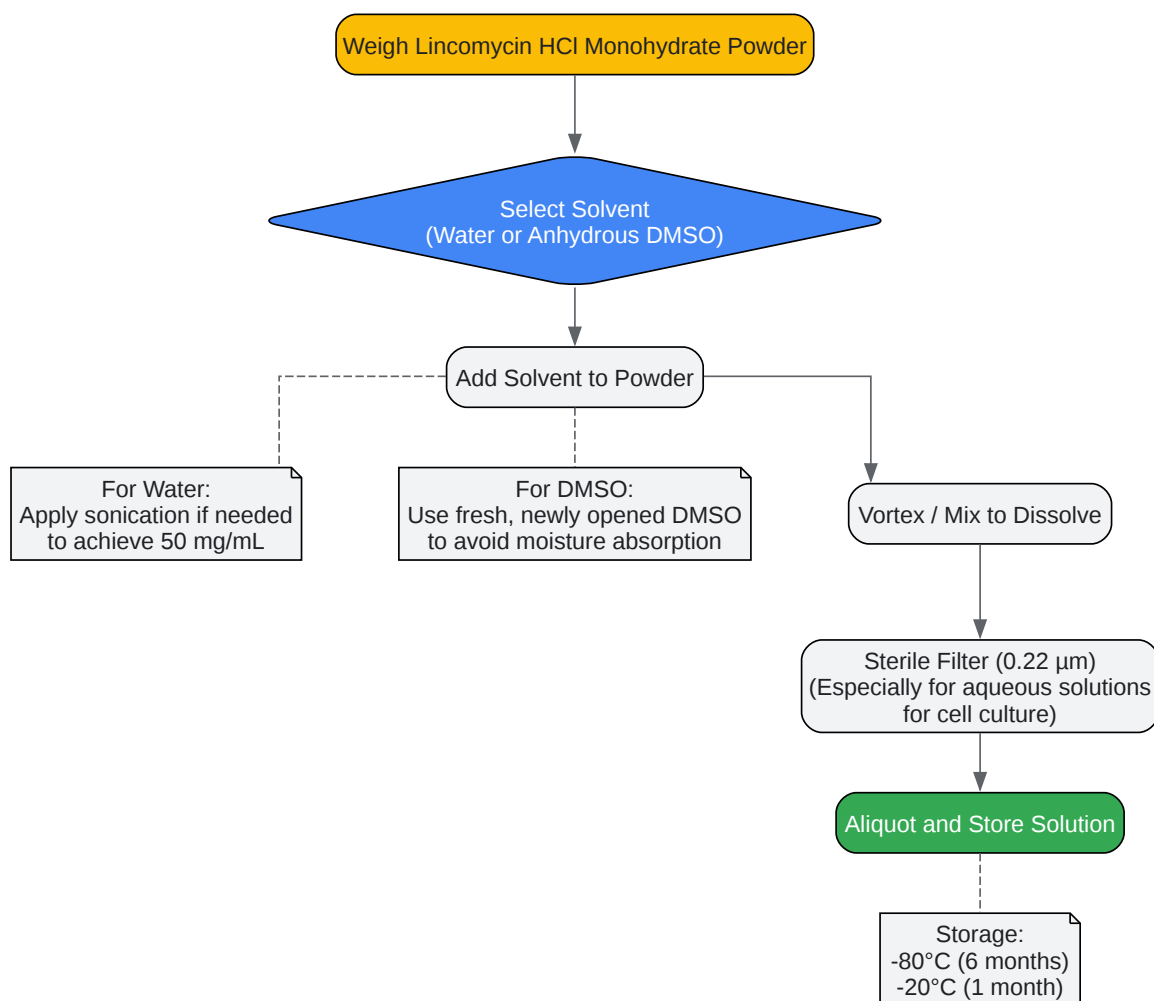 Weigh Lincomycin HCl Monohydrate Powder
Select Solvent
(Water or Anhydrous DMSO)
Add Solvent to Powder
For Water:
Apply sonication if needed
to achieve 50 mg/mL
For DMSO:
Use fresh, newly opened DMSO
to avoid moisture absorption
Vortex / Mix to Dissolve
Sterile Filter (0.22 µm)
(Especially for aqueous solutions
for cell culture)
Aliquot and Store Solution
Storage:
-80°C (6 months)
-20°C (1 month)